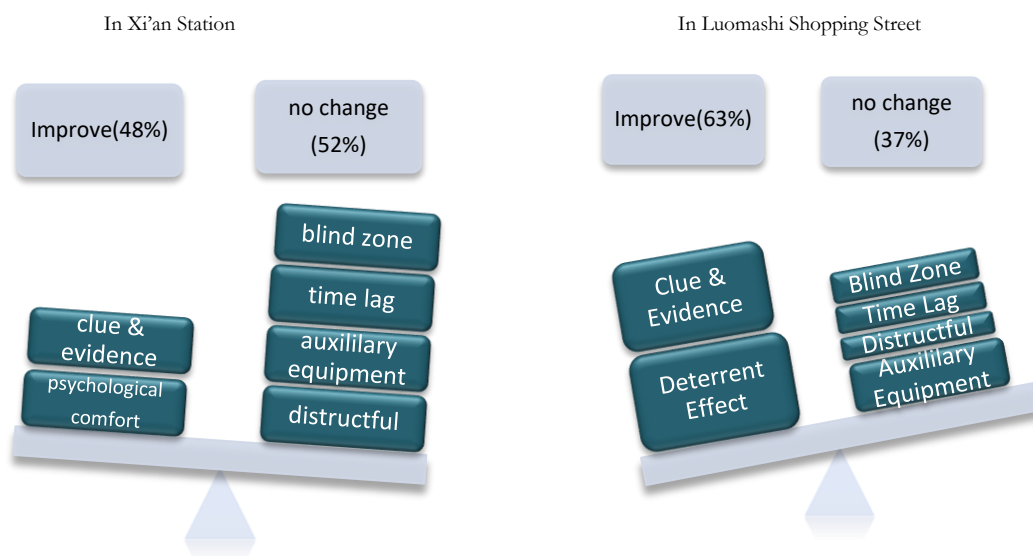 In Xi’an Station
Improve(48%)
no change
(52%)
blind zone
time lag
auxililary
equipment
distructful
clue &
evidence
psychological
comfort
In Luomashi Shopping Street
Improve(63%)
no change
(37%)
Clue &
Evidence
Deterrent
Effect
Blind Zone
Time Lag
Distructful
Auxililary
Equipment